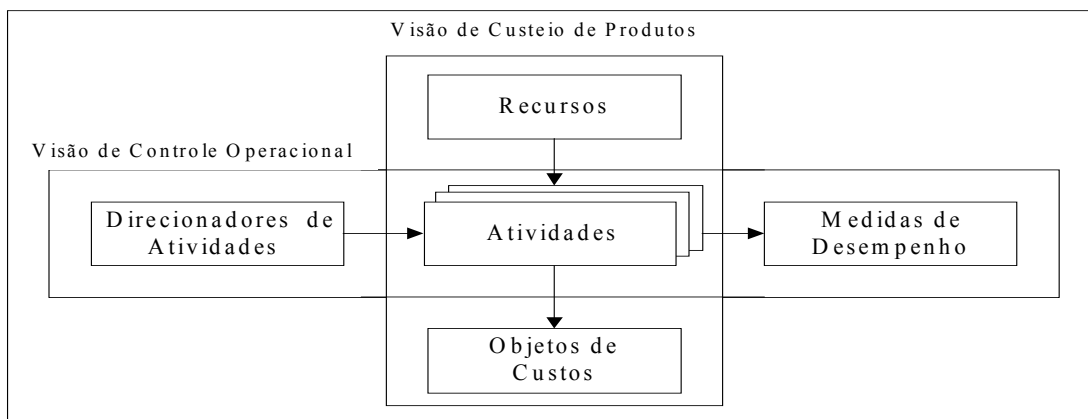 Visão de Custeio de Produtos
Recursos
Visão de Controle Operacional
Direcionadores de
Atividades
Atividades
Medidas de
Desempenho
Objetos de
Custos